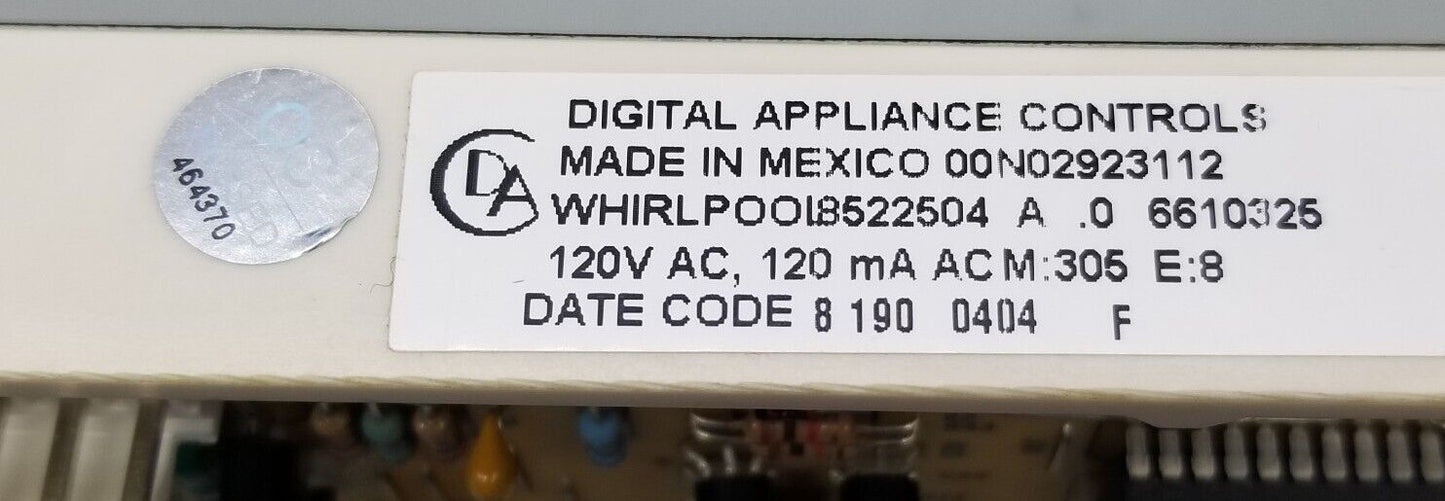 464370
DA
DIGITAL APPLIANCE CONTROLS
MADE IN MEXICO 00N02923112
WHIRLPOOL8522504 A .0 6610325
120V AC, 120 mA AC M:305 E:8
DATE CODE 8 190 0404 F